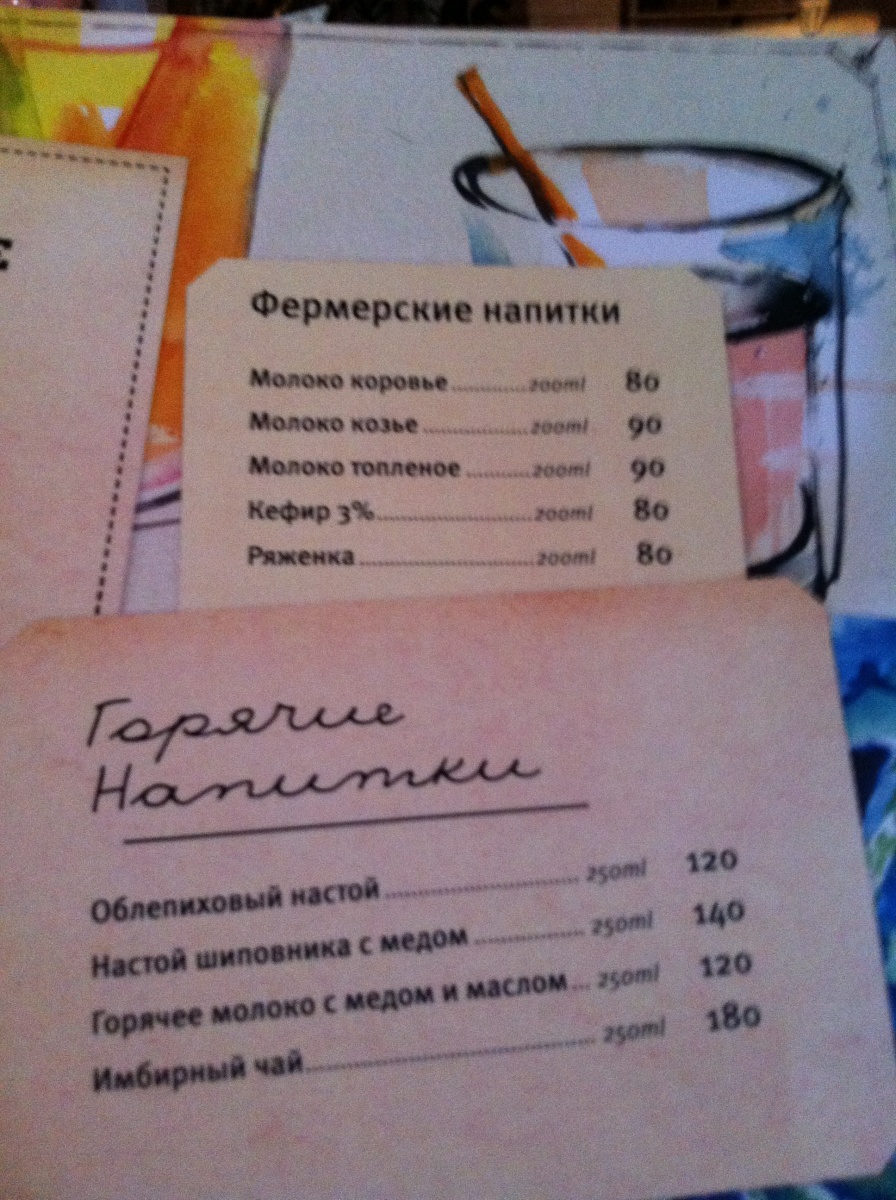 Фермерские напитки
Молоко коровье............200ml 80
Молоко козье.................200ml 90
Молоко топленое..........200ml 90
Кефир 3%.........................200ml 80
Ряженка............................200ml 80
Горячие
Напитки
Облепиховый настой............................... 250ml 120
Настой шиповника с медом................. 250ml 140
Горячее молоко с медом и маслом... 250ml 120
Имбирный чай.............................................. 250ml 180